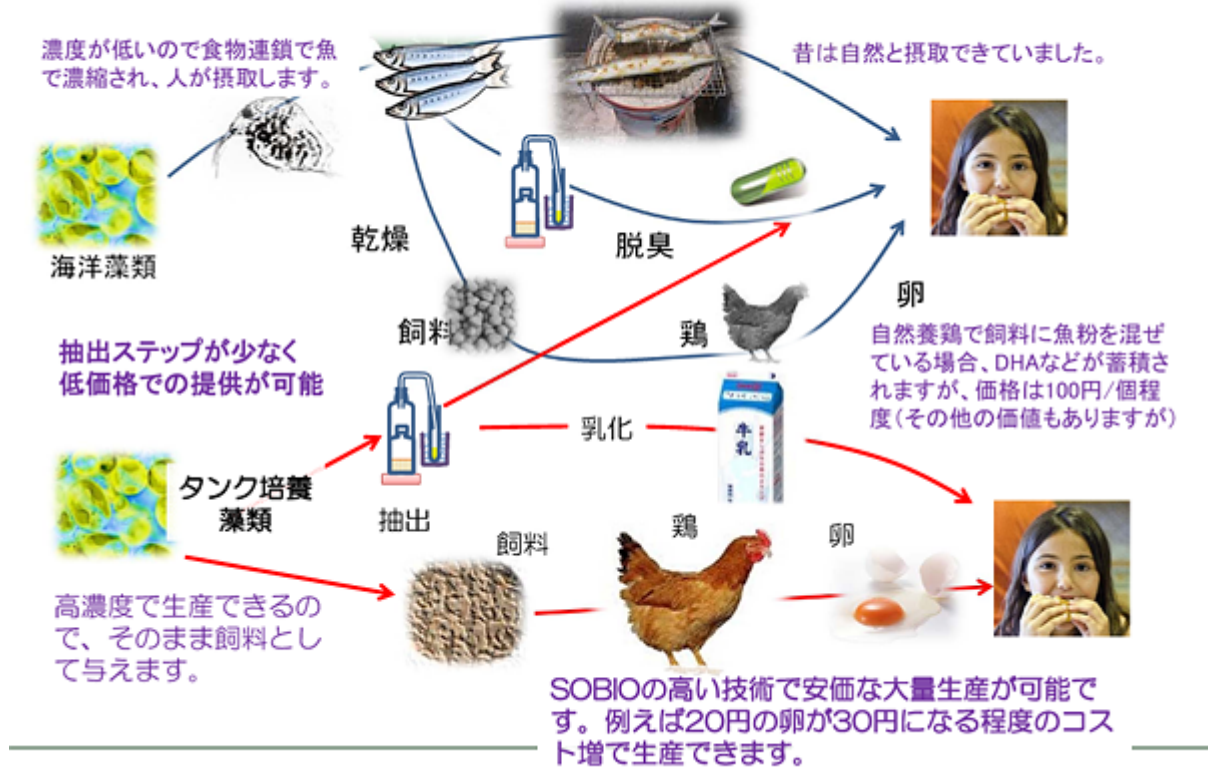 濃度が低いので食物連鎖で魚
で濃縮され、人が摂取します。
昔は自然と摂取できていました。
海洋藻類
乾燥
脱臭
飼料
鶏
卵
自然養鶏で飼料に魚粉を混ぜ
ている場合、DHAなどが蓄積さ
れますが、価格は100円/個程
度(その他の価値もありますが)
抽出ステップが少なく
低価格での提供が可能
乳化
牛乳
タンク培養
藻類
抽出
飼料
鶏
卵
高濃度で生産できるの
で、そのまま飼料とし
て与えます。
SOBIOの高い技術で安価な大量生産が可能で
す。例えば20円の卵が30円になる程度のコス
ト増で生産できます。